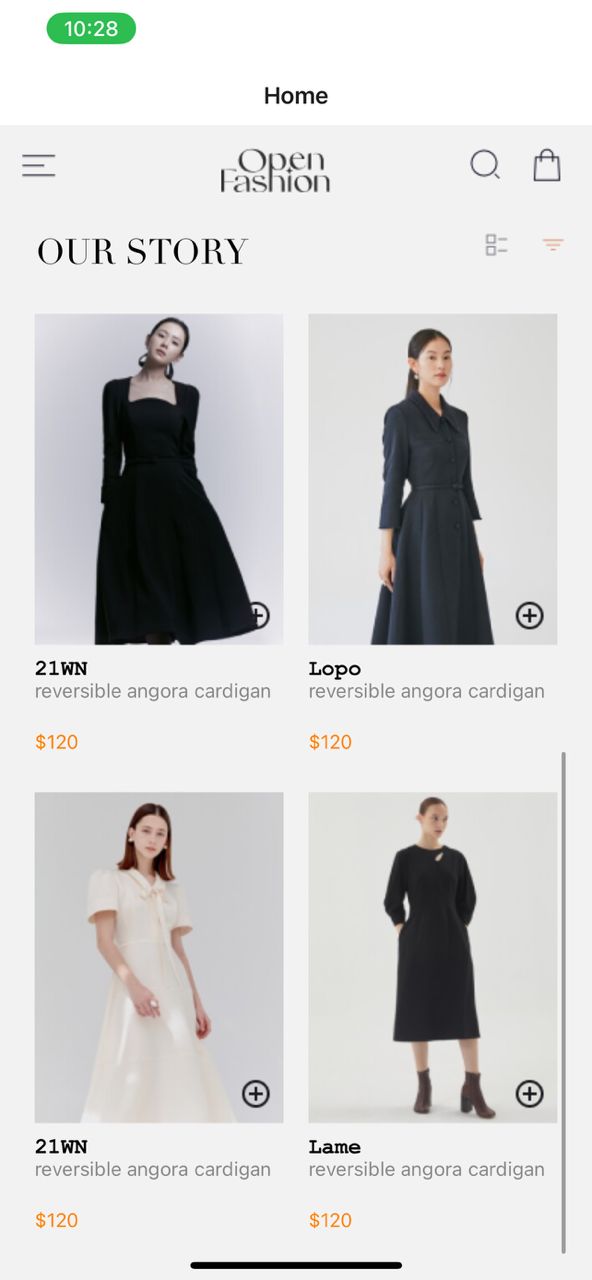 10:28
Home
Open
Fashion
OUR STORY
21WN
reversible angora cardigan
$120
Lopo
reversible angora cardigan
$120
21WN
reversible angora cardigan
$120
Lame
reversible angora cardigan
$120